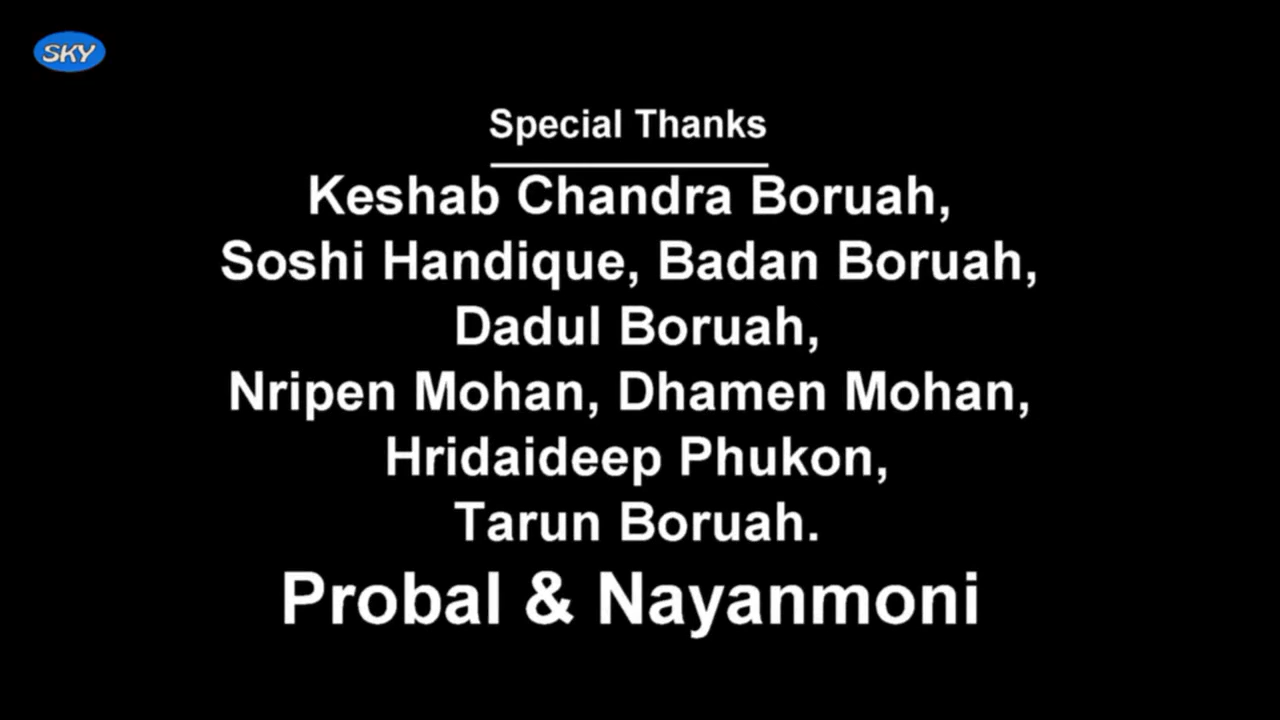 SKY
Special Thanks
Keshab Chandra Boruah,
Soshi Handique, Badan Boruah,
Dadul Boruah,
Nripen Mohan, Dhamen Mohan,
Hridaideep Phukon,
Tarun Boruah.
Probal & Nayanmoni